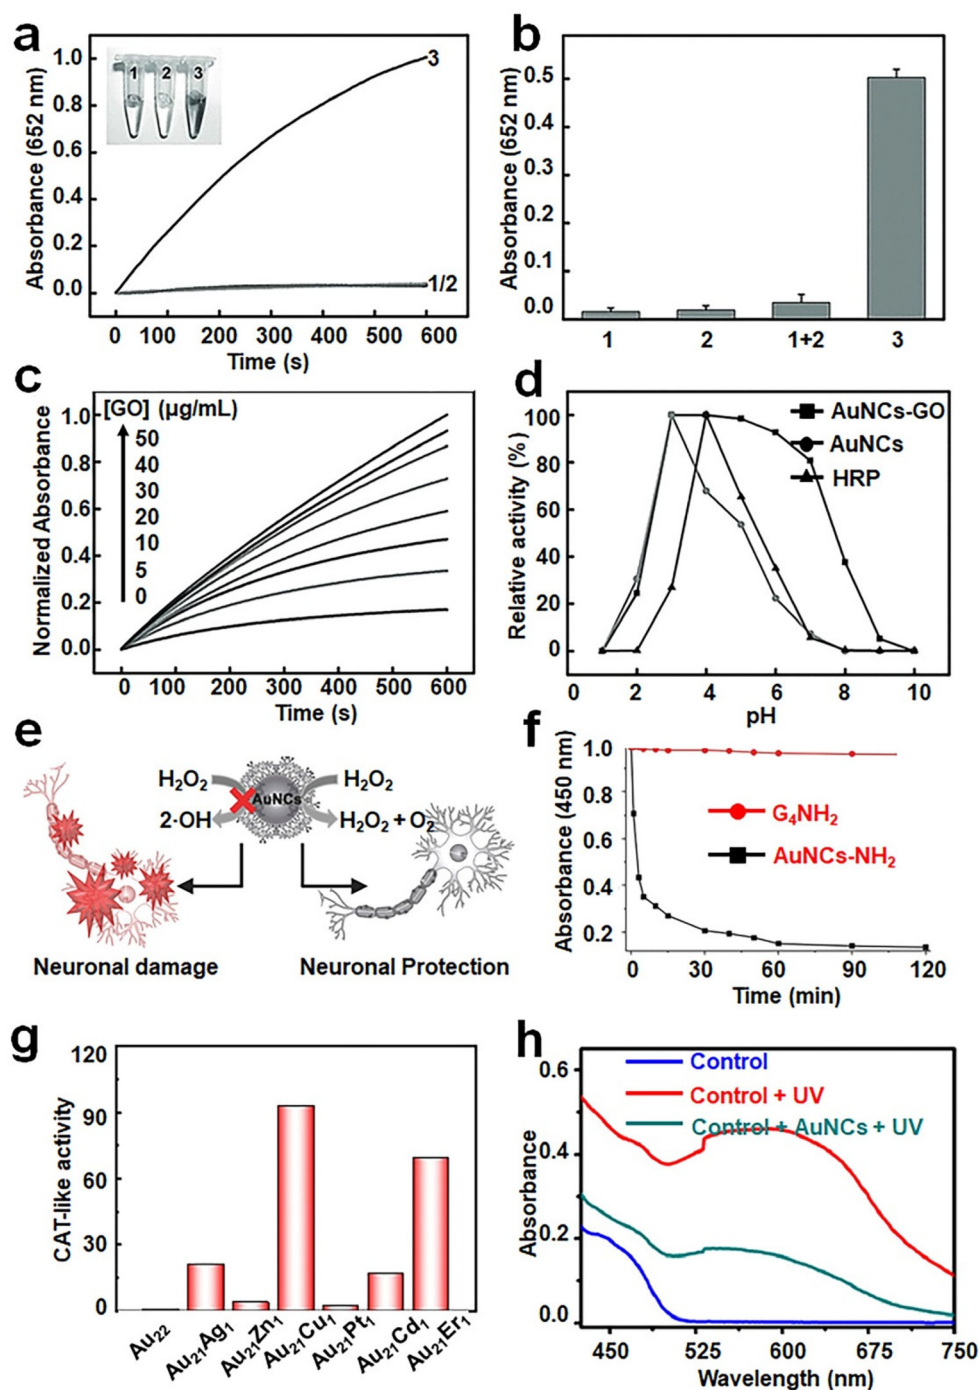 a
Absorbance (652 nm)
1.0
0.8
0.6
0.4
0.2
0.0
1 2 3
3
1/2
0 100 200 300 400 500 600
Time (s)
b
Absorbance (652 nm)
0.5
0.4
0.3
0.2
0.1
0.0
1 2 1+2 3
c
Normalized Absorbance
1.0
0.8
0.6
0.4
0.2
0.0
[GO] (μg/mL)
50
40
30
20
10
5
0
0 100 200 300 400 500 600
Time (s)
d
Relative activity (%)
100
80
60
40
20
0
AuNCs-GO
AuNCs
HRP
0 2 4 6 8 10
pH
e
H₂O₂ H₂O₂
AuNCs
2·OH H₂O₂ + O₂
Neuronal damage Neuronal Protection
f
Absorbance (450 nm)
1.0
0.8
0.6
0.4
0.2
G₄NH₂
AuNCs-NH₂
0 30 60 90 120
Time (min)
g
CAT-like activity
120
90
60
30
0
Au₂₂ Au₂₁Ag₁ Au₂₁Zn₁ Au₂₁Cu₁ Au₂₁Pt₁ Au₂₁Cd₁ Au₂₁Er₁
h
Absorbance
0.6
0.4
0.2
0.0
Control
Control + UV
Control + AuNCs + UV
450 525 600 675 750
Wavelength (nm)